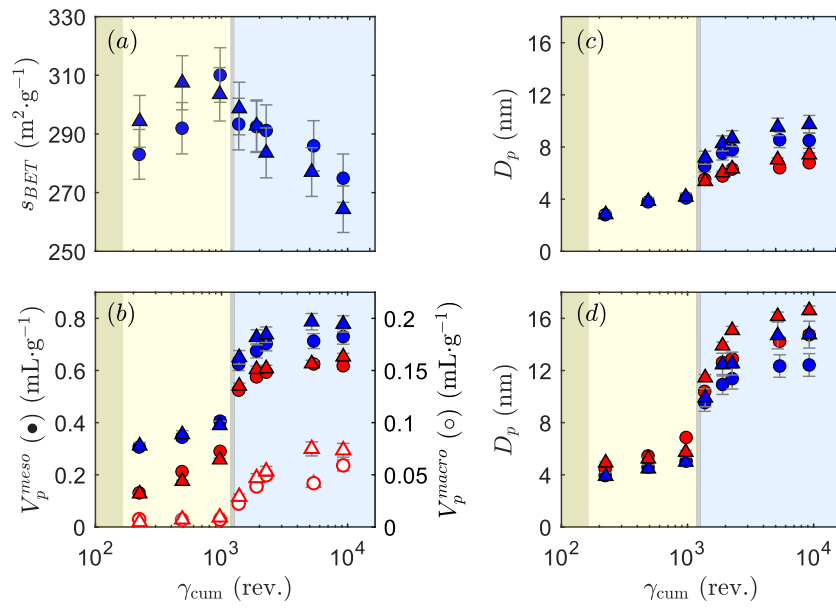 (a)
330
310
290
270
250
s_BET (m²·g⁻¹)
(c)
16
12
8
4
0
D_p (nm)
(b)
0.8
0.6
0.4
0.2
0
V_p^meso (●) (mL·g⁻¹)
0.2
0.15
0.1
0.05
0
V_p^macro (○) (mL·g⁻¹)
10² 10³ 10⁴
γ_cum (rev.)
(d)
16
12
8
4
0
D_p (nm)
10² 10³ 10⁴
γ_cum (rev.)